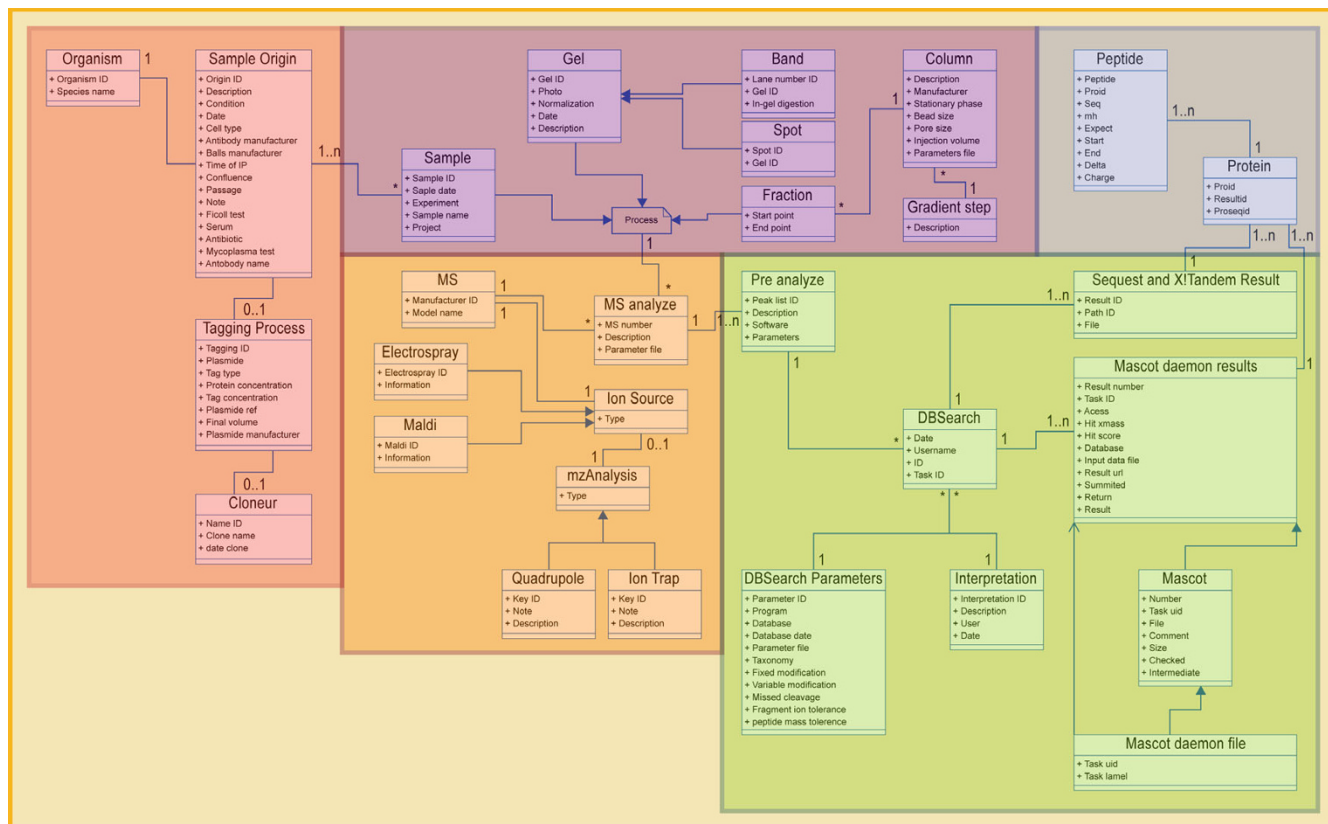 Organism
+ Organism ID
+ Species name
1
Sample Origin
+ Origin ID
+ Description
+ Condition
+ Date
+ Cell type
+ Antibody manufacturer
+ Balls manufacturer
+ Time of IP
+ Confluence
+ Passage
+ Note
+ Ficoll test
+ Serum
+ Antibiotic
+ Mycoplasma test
+ Antobody name
1..n
0..1
Tagging Process
+ Tagging ID
+ Plasmide
+ Tag type
+ Protein concentration
+ Tag concentration
+ Plasmide ref
+ Final volume
+ Plasmide manufacturer
0..1
Cloneur
+ Name ID
+ Clone name
+ date clone
Gel
+ Gel ID
+ Photo
+ Normalization
+ Date
+ Description
Band
+ Lane number ID
+ Gel ID
+ In-gel digestion
Spot
+ Spot ID
+ Gel ID
Column
+ Description
+ Manufacturer
+ Stationary phase
+ Bead size
+ Pore size
+ Injection volume
+ Parameters file
1
*
1
Gradient step
+ Description
*
Sample
+ Sample ID
+ Saple date
+ Experiment
+ Sample name
+ Project
Process
1
Fraction
+ Start point
+ End point
*
Peptide
+ Peptide
+ Proid
+ Seq
+ mh
+ Expect
+ Start
+ End
+ Delta
+ Charge
1..n
1
Protein
+ Proid
+ Resultid
+ Proseqid
1..n
1..n
MS
+ Manufacturer ID
+ Model name
1
1
*
*
MS analyze
+ MS number
+ Description
+ Parameter file
1
1..n
Electrospray
+ Electrospray ID
+ Information
Maldi
+ Maldi ID
+ Information
1
Ion Source
+ Type
0..1
1
mzAnalysis
+ Type
Quadrupole
+ Key ID
+ Note
+ Description
Ion Trap
+ Key ID
+ Note
+ Description
Pre analyze
+ Peak list ID
+ Description
+ Software
+ Parameters
1
1
Sequest and X!Tandem Result
+ Result ID
+ Path ID
+ File
1..n
1
Mascot daemon results
+ Result number
+ Task ID
+ Acess
+ Hit xmass
+ Hit score
+ Database
+ Input data file
+ Result url
+ Summited
+ Return
+ Result
1
DBSearch
+ Date
+ Username
+ ID
+ Task ID
*
1
1..n
* *
1
1
DBSearch Parameters
+ Parameter ID
+ Program
+ Database
+ Database date
+ Parameter file
+ Taxonomy
+ Fixed modification
+ Variable modification
+ Missed cleavage
+ Fragment ion tolerance
+ peptide mass tolerence
Interpretation
+ Interpretation ID
+ Description
+ User
+ Date
Mascot
+ Number
+ Task uid
+ File
+ Comment
+ Size
+ Checked
+ Intermediate
Mascot daemon file
+ Task uid
+ Task lamel